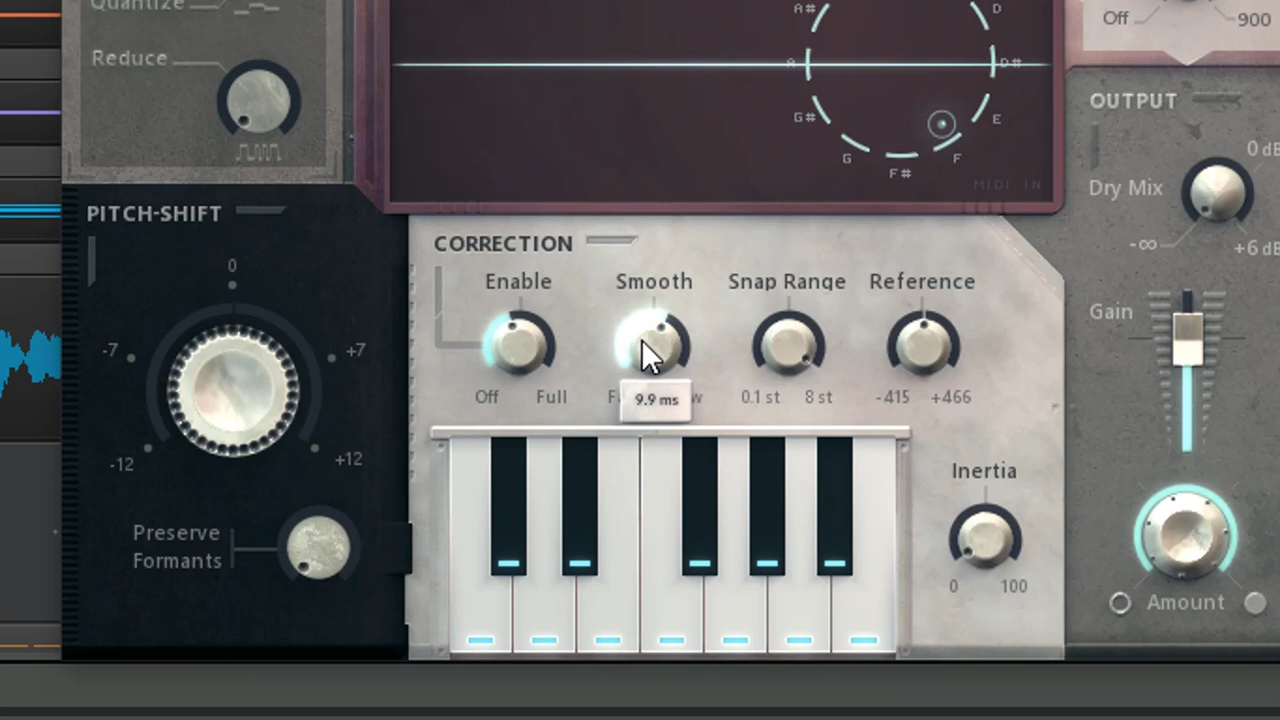 Quantize
Reduce
A# D
A D#
G# E
G F
F#
MIDI IN
Off 900
OUTPUT
0 dB
Dry Mix
-∞ +6 dB
Gain
Amount
PITCH-SHIFT
0
-7 +7
-12 +12
Preserve
Formants
CORRECTION
Enable Smooth Snap Range Reference
Off Full 0.1 st 8 st -415 +466
9.9 ms
Inertia
0 100